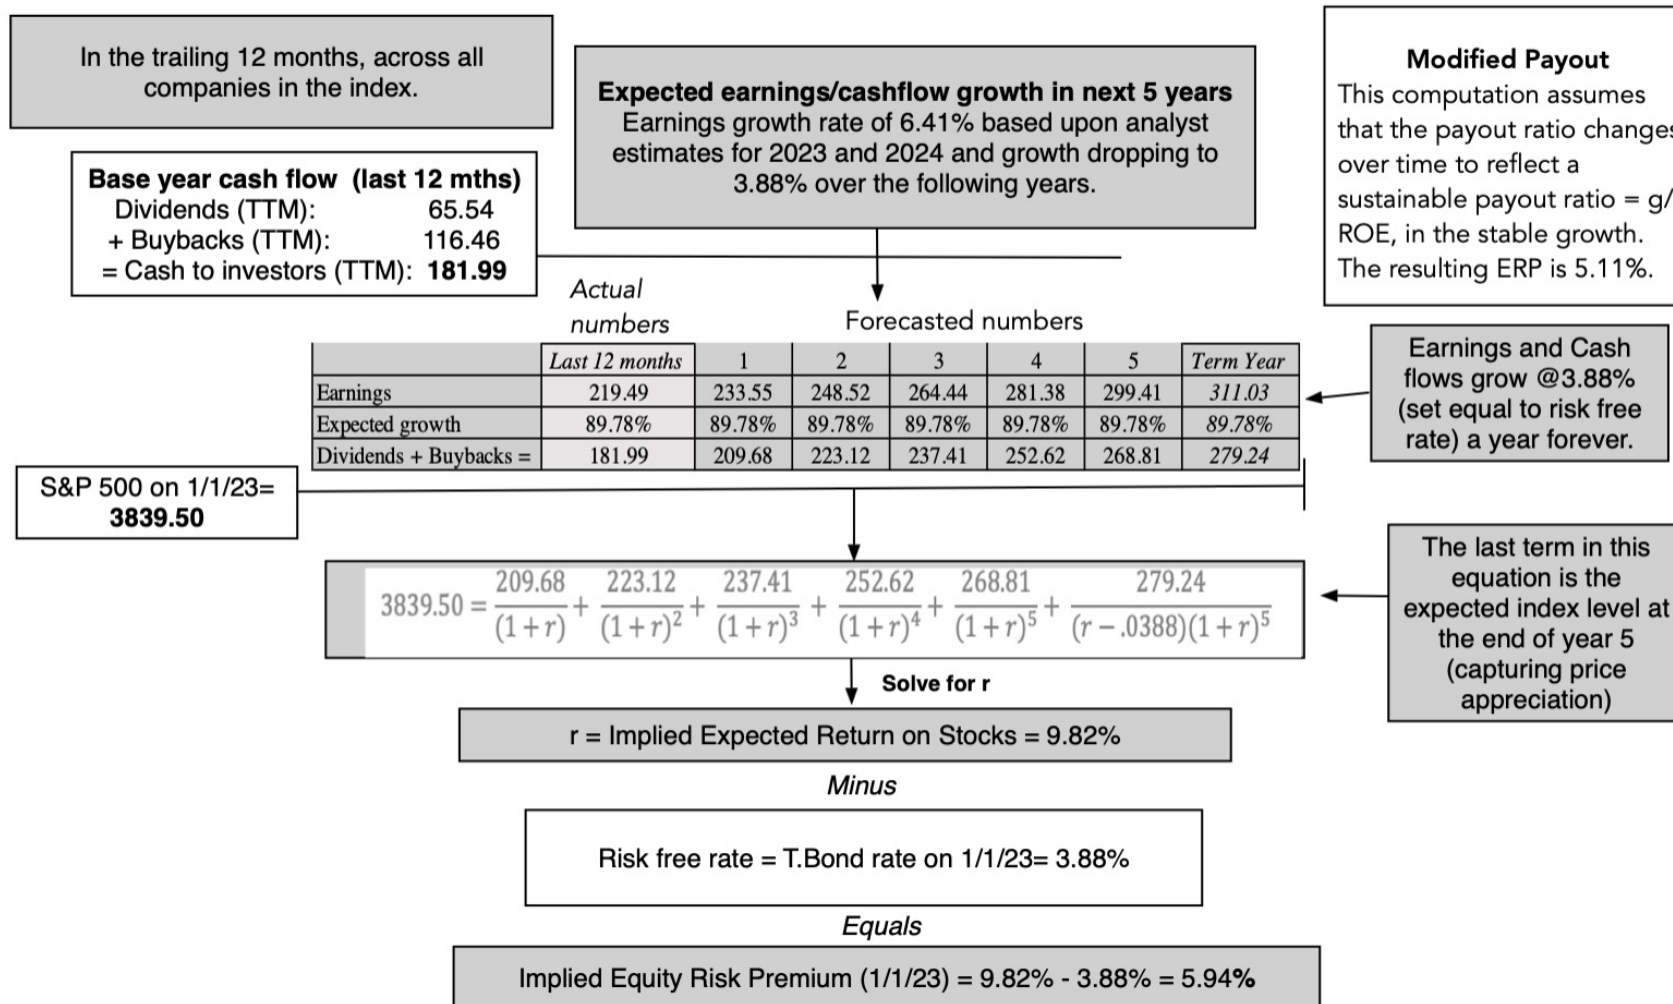 In the trailing 12 months, across all
companies in the index.
Expected earnings/cashflow growth in next 5 years
Earnings growth rate of 6.41% based upon analyst
estimates for 2023 and 2024 and growth dropping to
3.88% over the following years.
Modified Payout
This computation assumes
that the payout ratio changes
over time to reflect a
sustainable payout ratio = g/
ROE, in the stable growth.
The resulting ERP is 5.11%.
Base year cash flow (last 12 mths)
Dividends (TTM): 65.54
+ Buybacks (TTM): 116.46
= Cash to investors (TTM): 181.99
Actual
numbers
Forecasted numbers
Last 12 months 1 2 3 4 5 Term Year
Earnings 219.49 233.55 248.52 264.44 281.38 299.41 311.03
Expected growth 89.78% 89.78% 89.78% 89.78% 89.78% 89.78% 89.78%
Dividends + Buybacks = 181.99 209.68 223.12 237.41 252.62 268.81 279.24
Earnings and Cash
flows grow @3.88%
(set equal to risk free
rate) a year forever.
S&P 500 on 1/1/23=
3839.50
3839.50 = 209.68/(1+r) + 223.12/(1+r)² + 237.41/(1+r)³ + 252.62/(1+r)⁴ + 268.81/(1+r)⁵ + 279.24/(r−.0388)(1+r)⁵
The last term in this
equation is the
expected index level at
the end of year 5
(capturing price
appreciation)
Solve for r
r = Implied Expected Return on Stocks = 9.82%
Minus
Risk free rate = T.Bond rate on 1/1/23= 3.88%
Equals
Implied Equity Risk Premium (1/1/23) = 9.82% - 3.88% = 5.94%